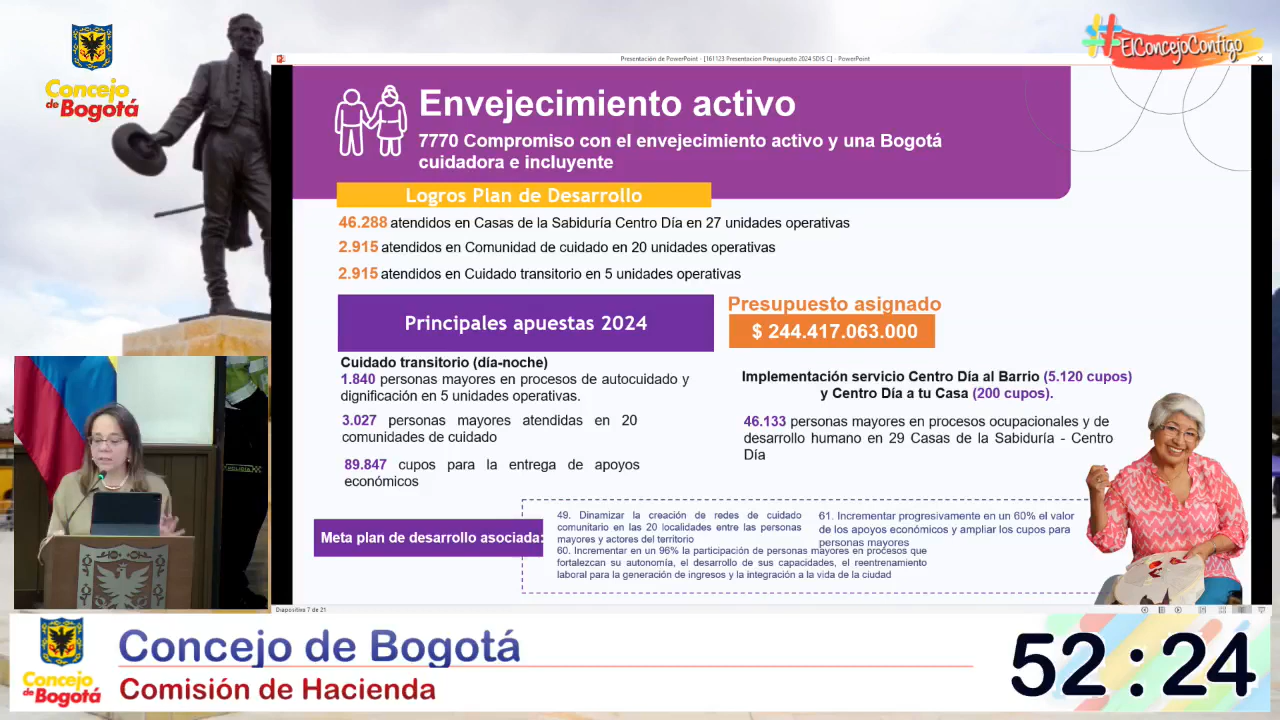 Concejo
de Bogotá
#ElConcejoContigo
Presentación de PowerPoint - [161123 Presentacion Presupuesto 2024 SDIS C] - PowerPoint
Envejecimiento activo
7770 Compromiso con el envejecimiento activo y una Bogotá
cuidadora e incluyente
Logros Plan de Desarrollo
46.288 atendidos en Casas de la Sabiduría Centro Día en 27 unidades operativas
2.915 atendidos en Comunidad de cuidado en 20 unidades operativas
2.915 atendidos en Cuidado transitorio en 5 unidades operativas
Principales apuestas 2024
Presupuesto asignado
$ 244.417.063.000
Cuidado transitorio (día-noche)
1.840 personas mayores en procesos de autocuidado y
dignificación en 5 unidades operativas.
3.027 personas mayores atendidas en 20
comunidades de cuidado
89.847 cupos para la entrega de apoyos
económicos
Implementación servicio Centro Día al Barrio (5.120 cupos)
y Centro Día a tu Casa (200 cupos).
46.133 personas mayores en procesos ocupacionales y de
desarrollo humano en 29 Casas de la Sabiduría - Centro
Día
Meta plan de desarrollo asociada:
49. Dinamizar la creación de redes de cuidado
comunitario en las 20 localidades entre las personas
mayores y actores del territorio
60. Incrementar en un 96% la participación de personas mayores en procesos que
fortalezcan su autonomía, el desarrollo de sus capacidades, el reentrenamiento
laboral para la generación de ingresos y la integración a la vida de la ciudad
61. Incrementar progresivamente en un 60% el valor
de los apoyos económicos y ampliar los cupos para
personas mayores
Diapositiva 7 de 21
Concejo
de Bogotá
Concejo de Bogotá
Comisión de Hacienda
52:24